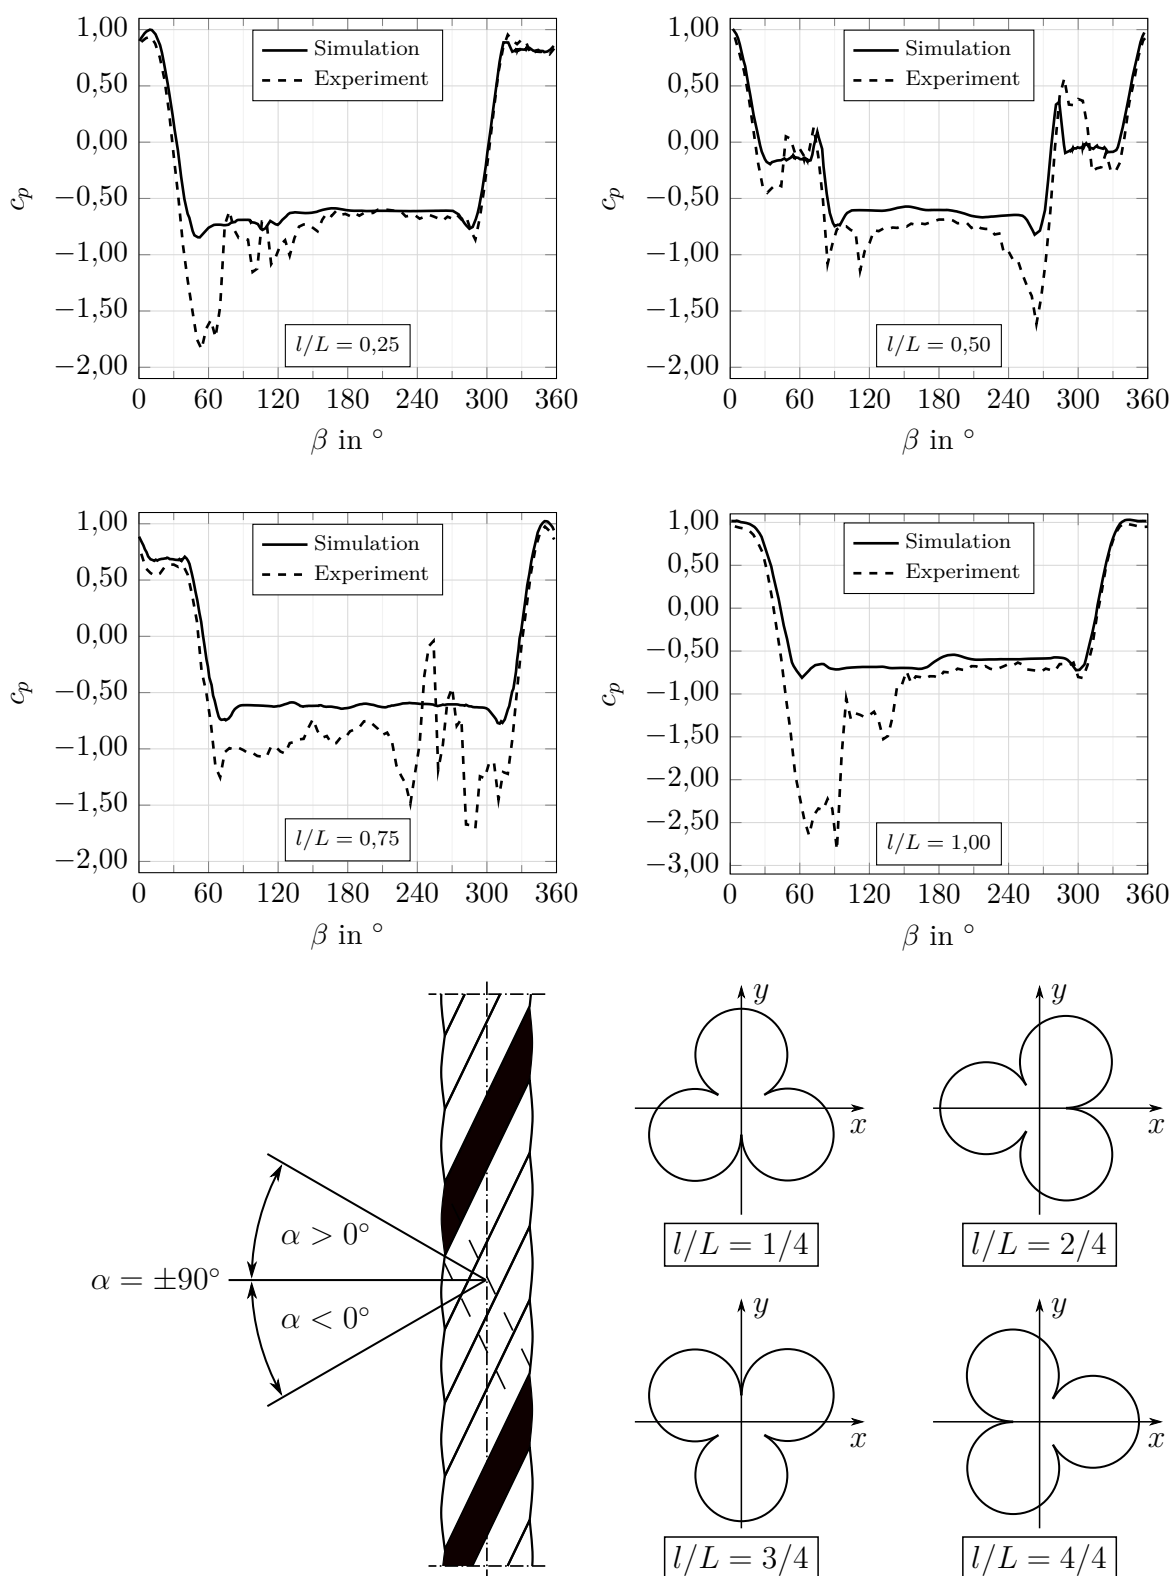 1,00
0,50
0,00
−0,50
−1,00
−1,50
−2,00
c_p
Simulation
Experiment
l/L = 0,25
0 60 120 180 240 300 360
β in °
1,00
0,50
0,00
−0,50
−1,00
−1,50
−2,00
c_p
Simulation
Experiment
l/L = 0,50
0 60 120 180 240 300 360
β in °
1,00
0,50
0,00
−0,50
−1,00
−1,50
−2,00
c_p
Simulation
Experiment
l/L = 0,75
0 60 120 180 240 300 360
β in °
1,00
0,50
0,00
−0,50
−1,00
−1,50
−2,00
−2,50
−3,00
c_p
Simulation
Experiment
l/L = 1,00
0 60 120 180 240 300 360
β in °
α > 0°
α = ±90°
α < 0°
y
x
l/L = 1/4
y
x
l/L = 2/4
y
x
l/L = 3/4
y
x
l/L = 4/4